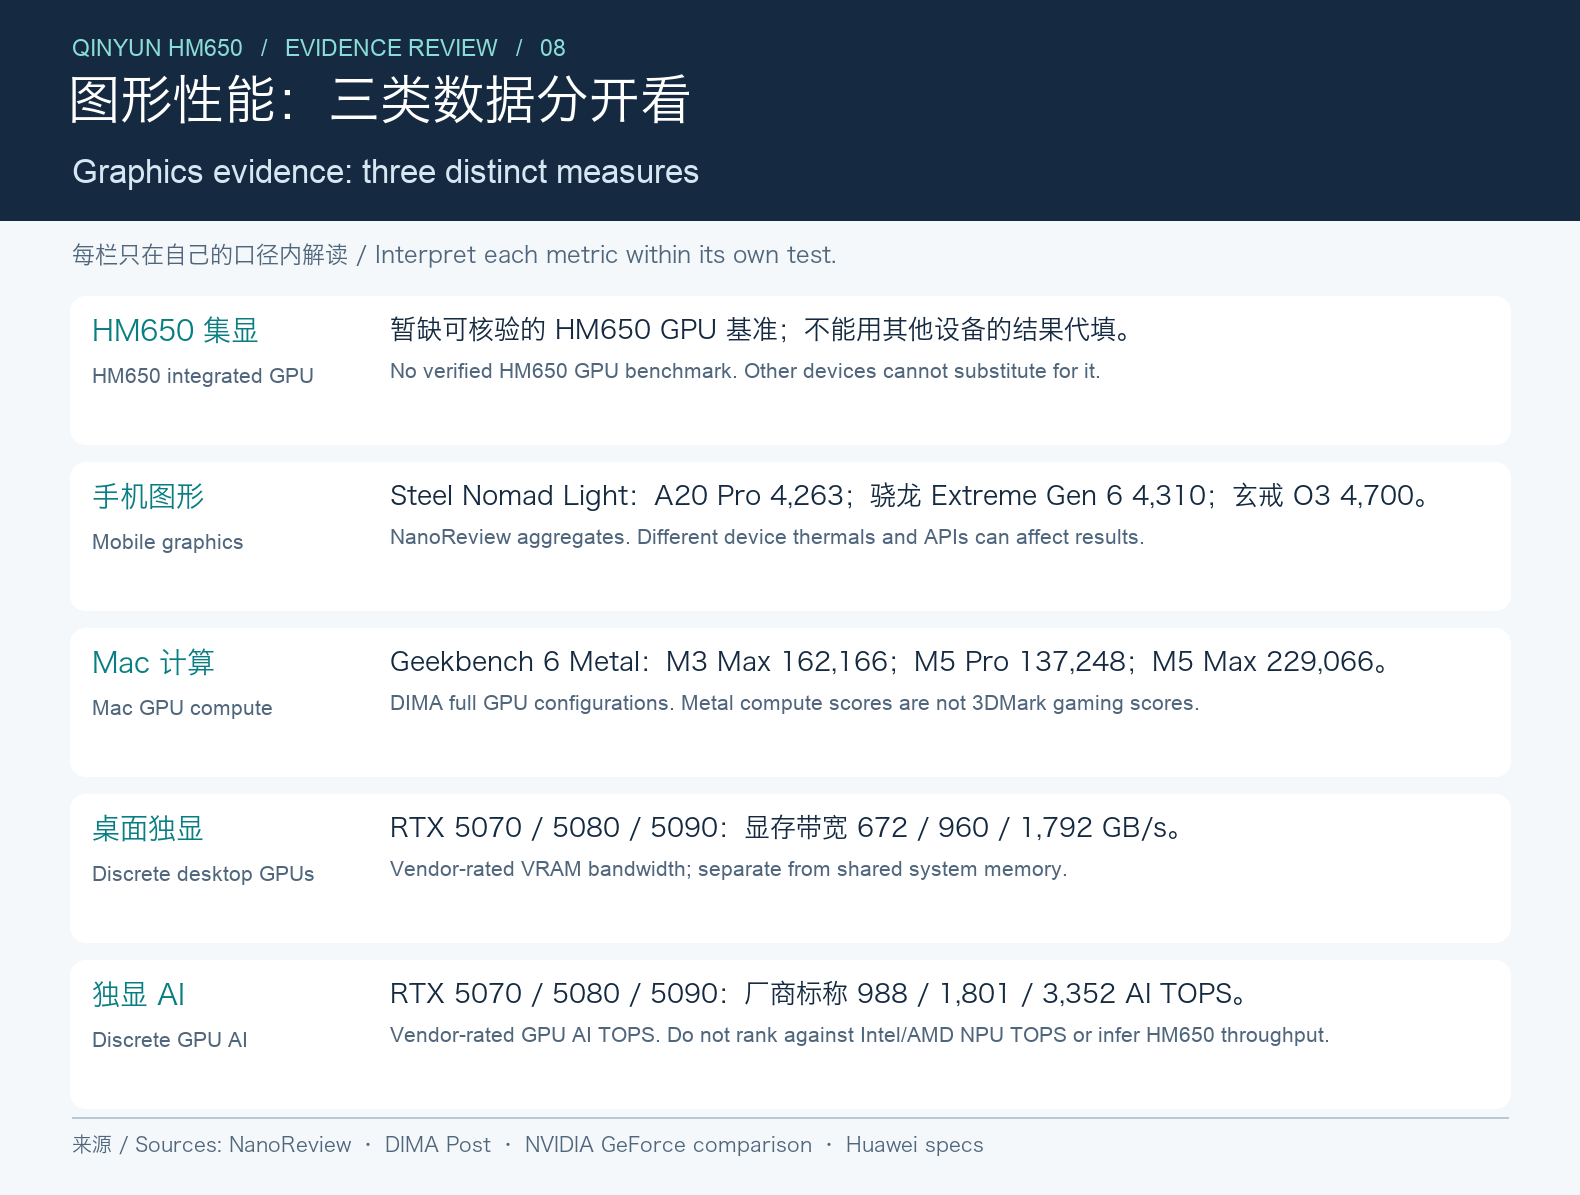 QINYUN HM650 / EVIDENCE REVIEW / 08
图形性能：三类数据分开看
Graphics evidence: three distinct measures
每栏只在自己的口径内解读 / Interpret each metric within its own test.
HM650 集显
HM650 integrated GPU
暂缺可核验的 HM650 GPU 基准；不能用其他设备的结果代填。
No verified HM650 GPU benchmark. Other devices cannot substitute for it.
手机图形
Mobile graphics
Steel Nomad Light：A20 Pro 4,263；骁龙 Extreme Gen 6 4,310；玄戒 O3 4,700。
NanoReview aggregates. Different device thermals and APIs can affect results.
Mac 计算
Mac GPU compute
Geekbench 6 Metal：M3 Max 162,166；M5 Pro 137,248；M5 Max 229,066。
DIMA full GPU configurations. Metal compute scores are not 3DMark gaming scores.
桌面独显
Discrete desktop GPUs
RTX 5070 / 5080 / 5090：显存带宽 672 / 960 / 1,792 GB/s。
Vendor-rated VRAM bandwidth; separate from shared system memory.
独显 AI
Discrete GPU AI
RTX 5070 / 5080 / 5090：厂商标称 988 / 1,801 / 3,352 AI TOPS。
Vendor-rated GPU AI TOPS. Do not rank against Intel/AMD NPU TOPS or infer HM650 throughput.
来源 / Sources: NanoReview · DIMA Post · NVIDIA GeForce comparison · Huawei specs